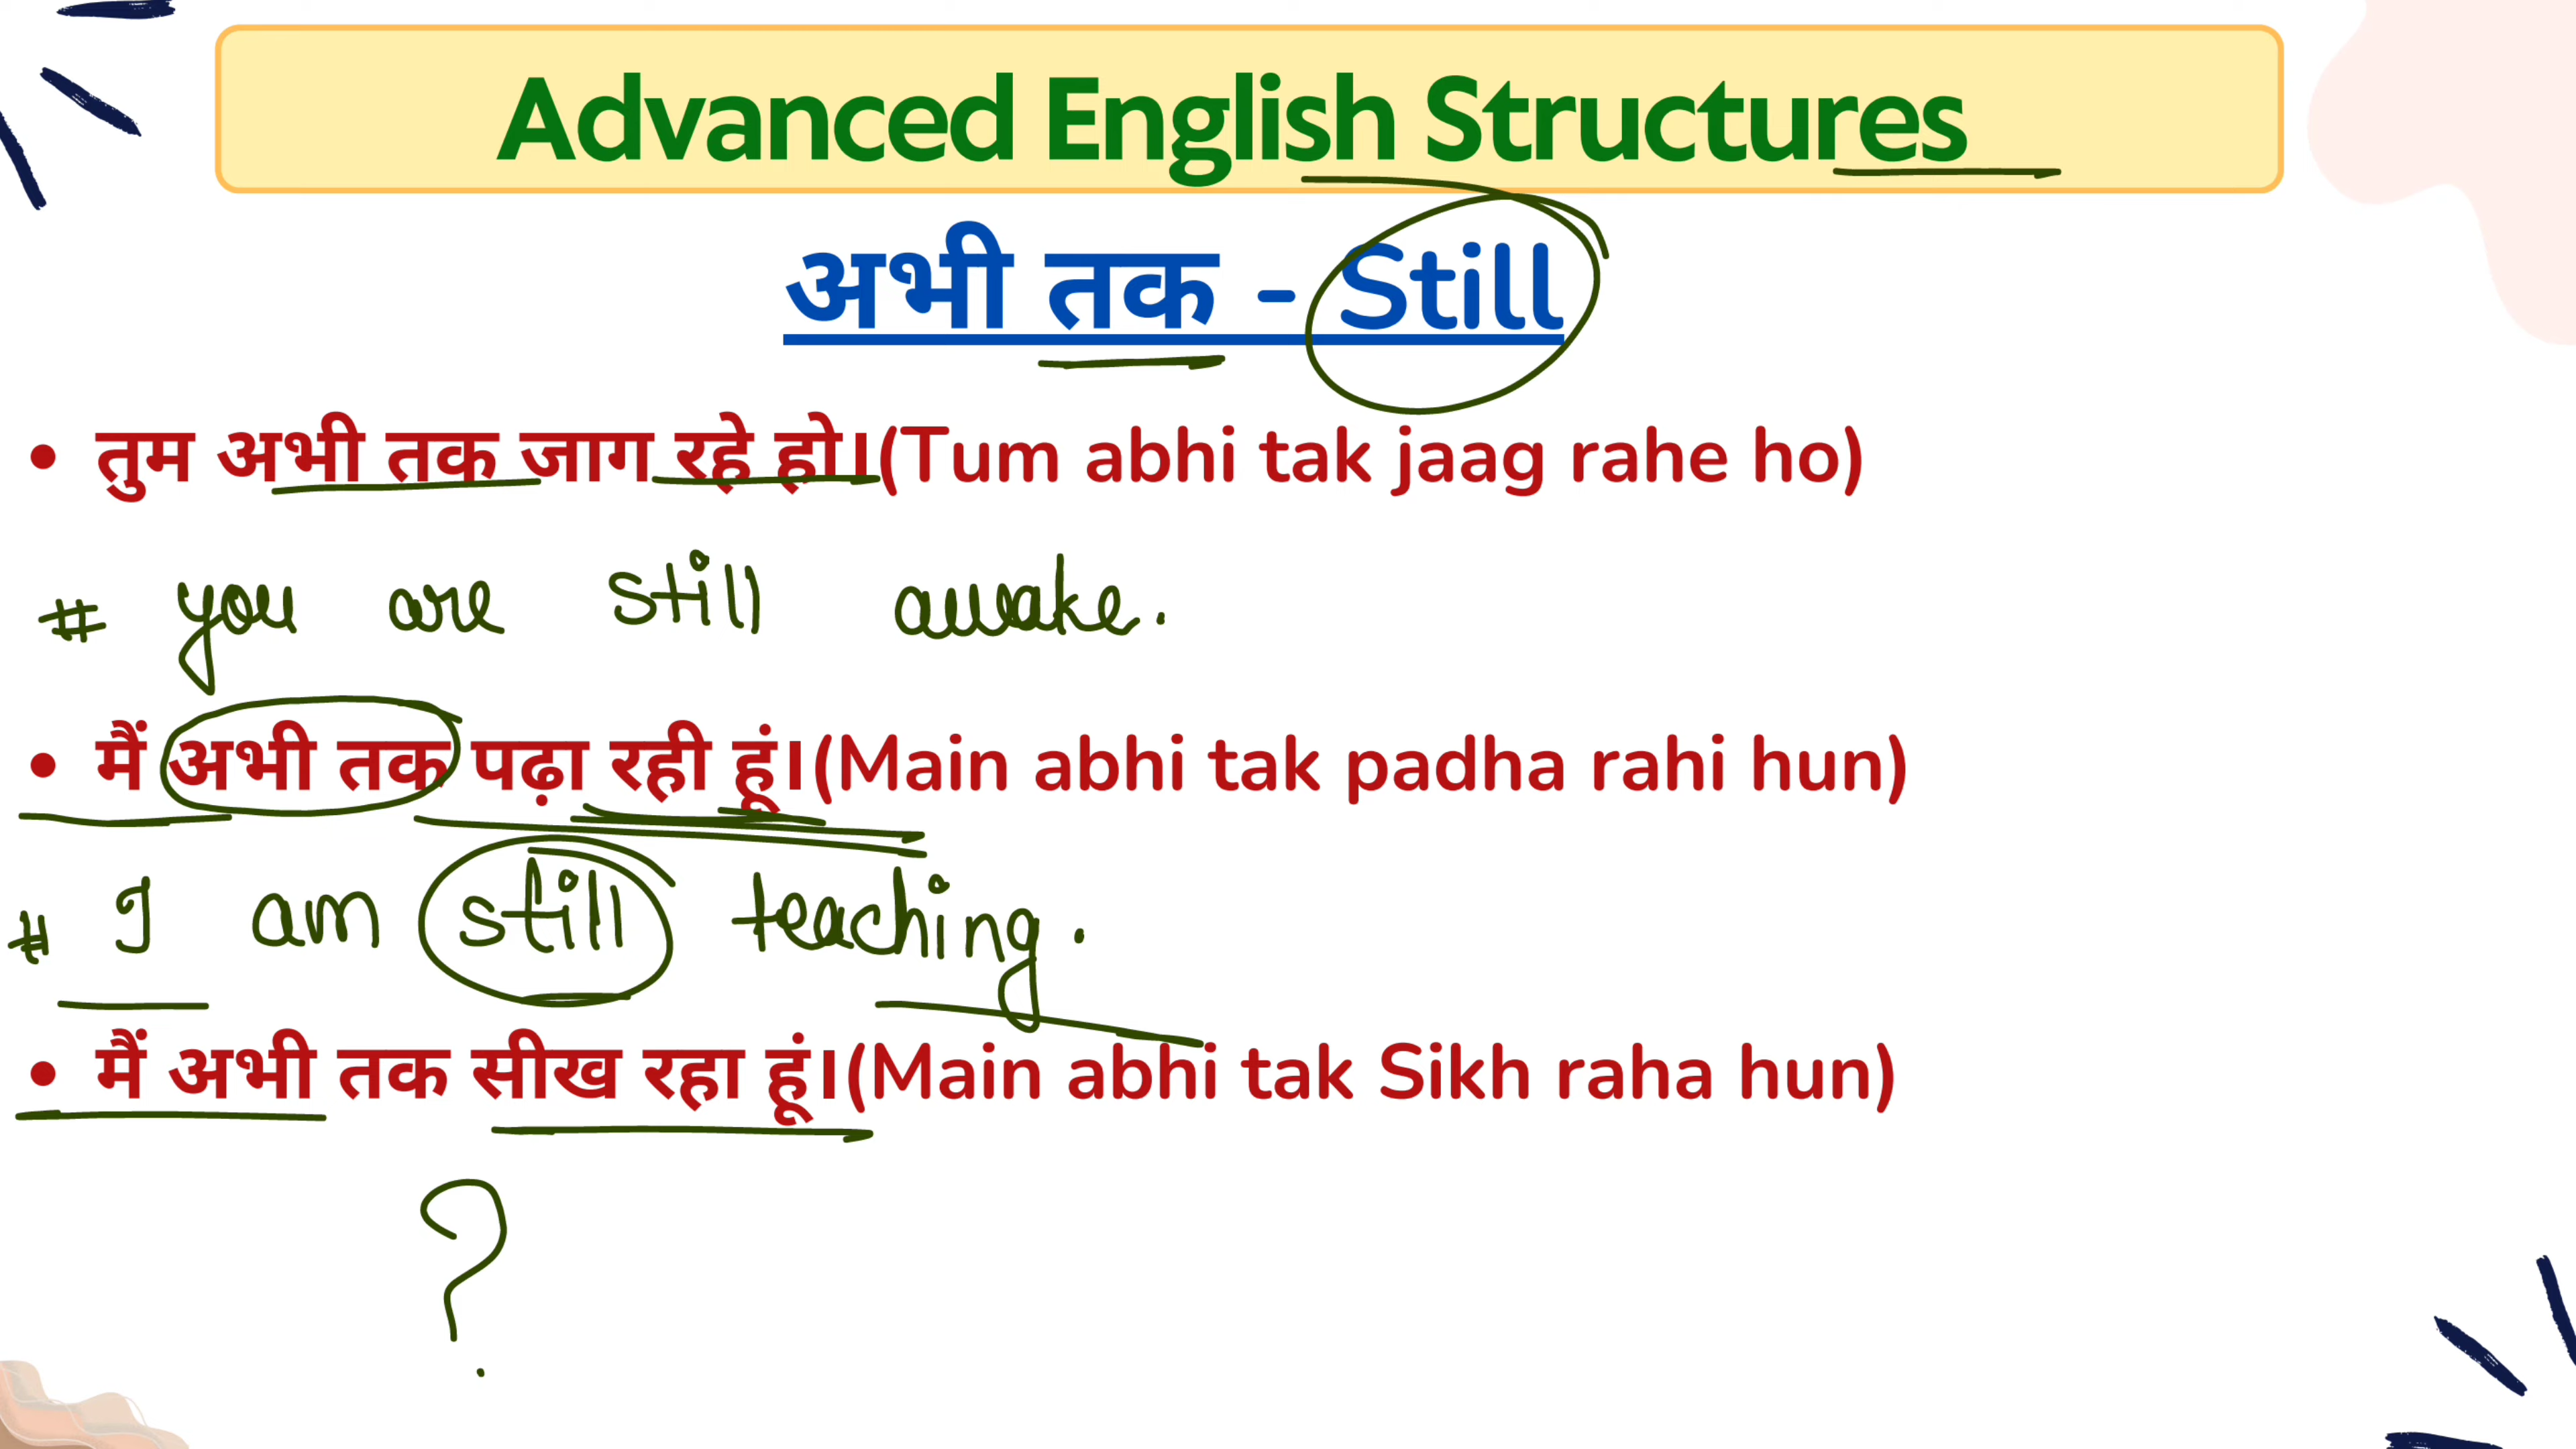 Advanced English Structures
अभी तक - Still
• तुम अभी तक जाग रहे हो।(Tum abhi tak jaag rahe ho)
# you are still awake.
• मैं अभी तक पढ़ा रही हूं।(Main abhi tak padha rahi hun)
# I am still teaching.
• मैं अभी तक सीख रहा हूं।(Main abhi tak Sikh raha hun)
?